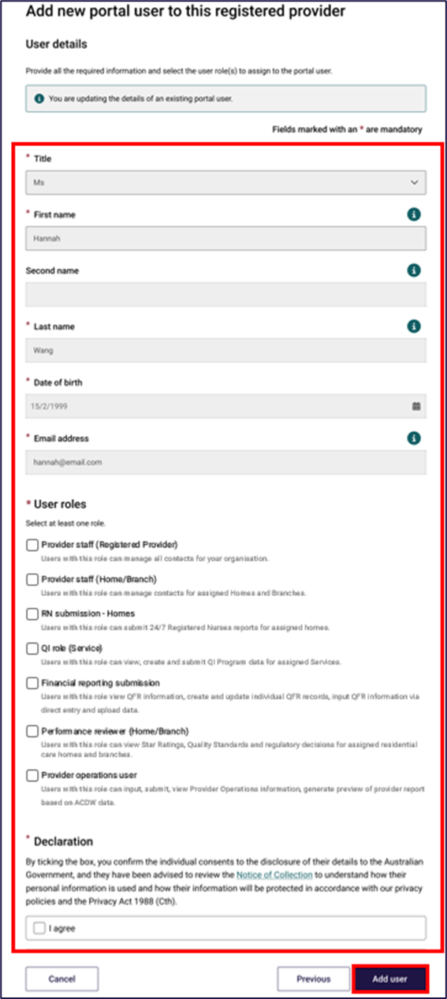 Add new portal user to this registered provider
User details
Provide all the required information and select the user role(s) to assign to the portal user.
You are updating the details of an existing portal user.
Fields marked with an * are mandatory
* Title
Ms
* First name
Hannah
Second name
* Last name
Wang
* Date of birth
15/2/1999
* Email address
hannah@email.com
* User roles
Select at least one role.
Provider staff (Registered Provider)
Users with this role can manage all contacts for your organisation.
Provider staff (Home/Branch)
Users with this role can manage contacts for assigned Homes and Branches.
RN submission - Homes
Users with this role can submit 24/7 Registered Nurses reports for assigned homes.
QI role (Service)
Users with this role can view, create and submit QI Program data for assigned Services.
Financial reporting submission
Users with this role view QFR information, create and update individual QFR records, input QFR information via
direct entry and upload data.
Performance reviewer (Home/Branch)
Users with this role can view Star Ratings, Quality Standards and regulatory decisions for assigned residential
care homes and branches.
Provider operations user
Users with this role can input, submit, view Provider Operations information, generate preview of provider report
based on ACDW data.
* Declaration
By ticking the box, you confirm the individual consents to the disclosure of their details to the Australian
Government, and they have been advised to review the Notice of Collection to understand how their
personal information is used and how their information will be protected in accordance with our privacy
policies and the Privacy Act 1988 (Cth).
I agree
Cancel
Previous
Add user